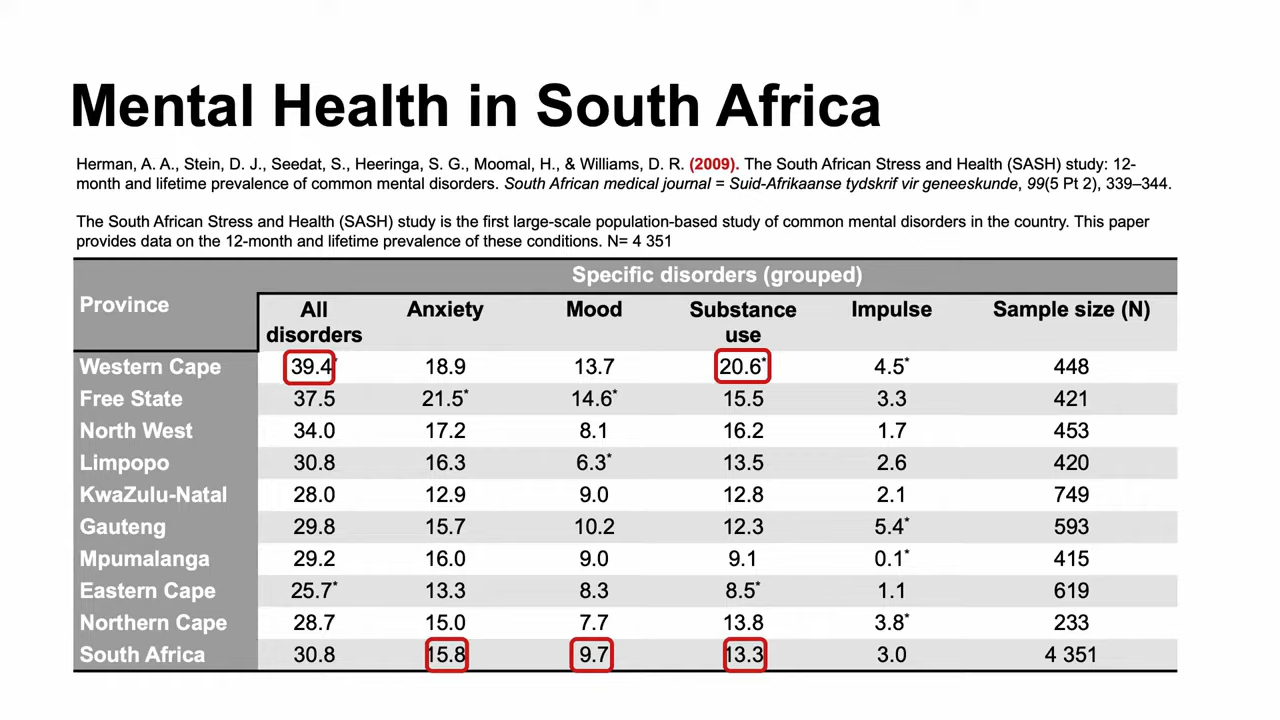 Mental Health in South Africa
Herman, A. A., Stein, D. J., Seedat, S., Heeringa, S. G., Moomal, H., & Williams, D. R. (2009). The South African Stress and Health (SASH) study: 12-
month and lifetime prevalence of common mental disorders. South African medical journal = Suid-Afrikaanse tydskrif vir geneeskunde, 99(5 Pt 2), 339–344.
The South African Stress and Health (SASH) study is the first large-scale population-based study of common mental disorders in the country. This paper
provides data on the 12-month and lifetime prevalence of these conditions. N= 4 351
Specific disorders (grouped)
Province
All Anxiety Mood Substance Impulse Sample size (N)
disorders use
Western Cape 39.4* 18.9 13.7 20.6* 4.5* 448
Free State 37.5 21.5* 14.6* 15.5 3.3 421
North West 34.0 17.2 8.1 16.2 1.7 453
Limpopo 30.8 16.3 6.3* 13.5 2.6 420
KwaZulu-Natal 28.0 12.9 9.0 12.8 2.1 749
Gauteng 29.8 15.7 10.2 12.3 5.4* 593
Mpumalanga 29.2 16.0 9.0 9.1 0.1* 415
Eastern Cape 25.7* 13.3 8.3 8.5* 1.1 619
Northern Cape 28.7 15.0 7.7 13.8 3.8* 233
South Africa 30.8 15.8 9.7 13.3 3.0 4 351